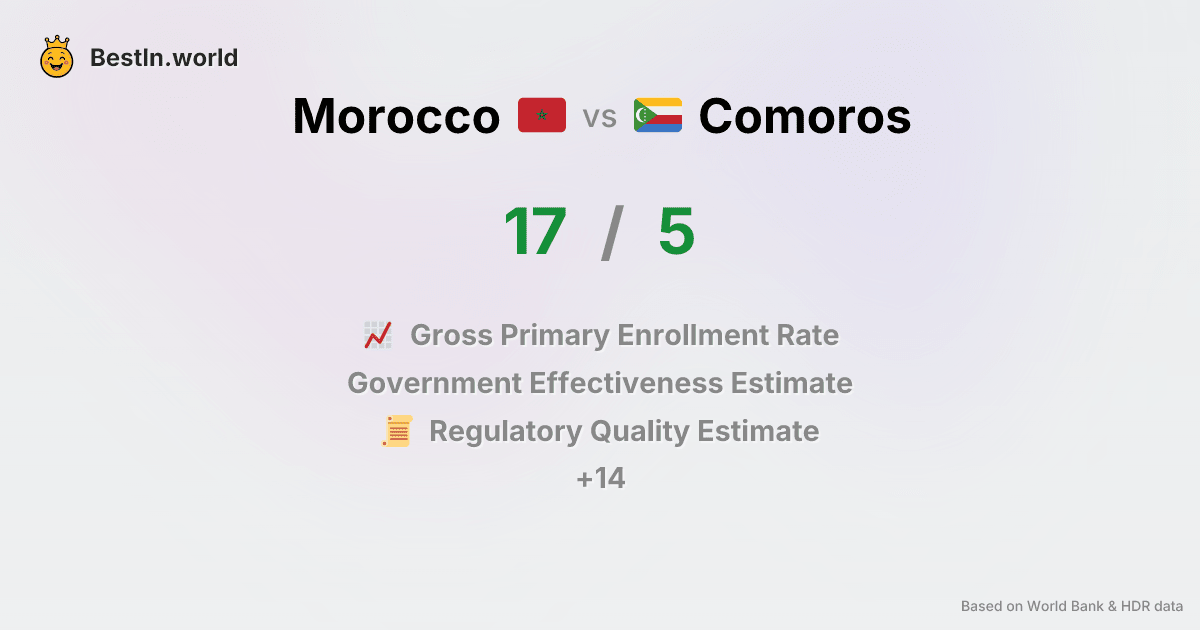 BestIn.world
Morocco vs Comoros
17 / 5
Gross Primary Enrollment Rate
Government Effectiveness Estimate
Regulatory Quality Estimate
+14
Based on World Bank & HDR data